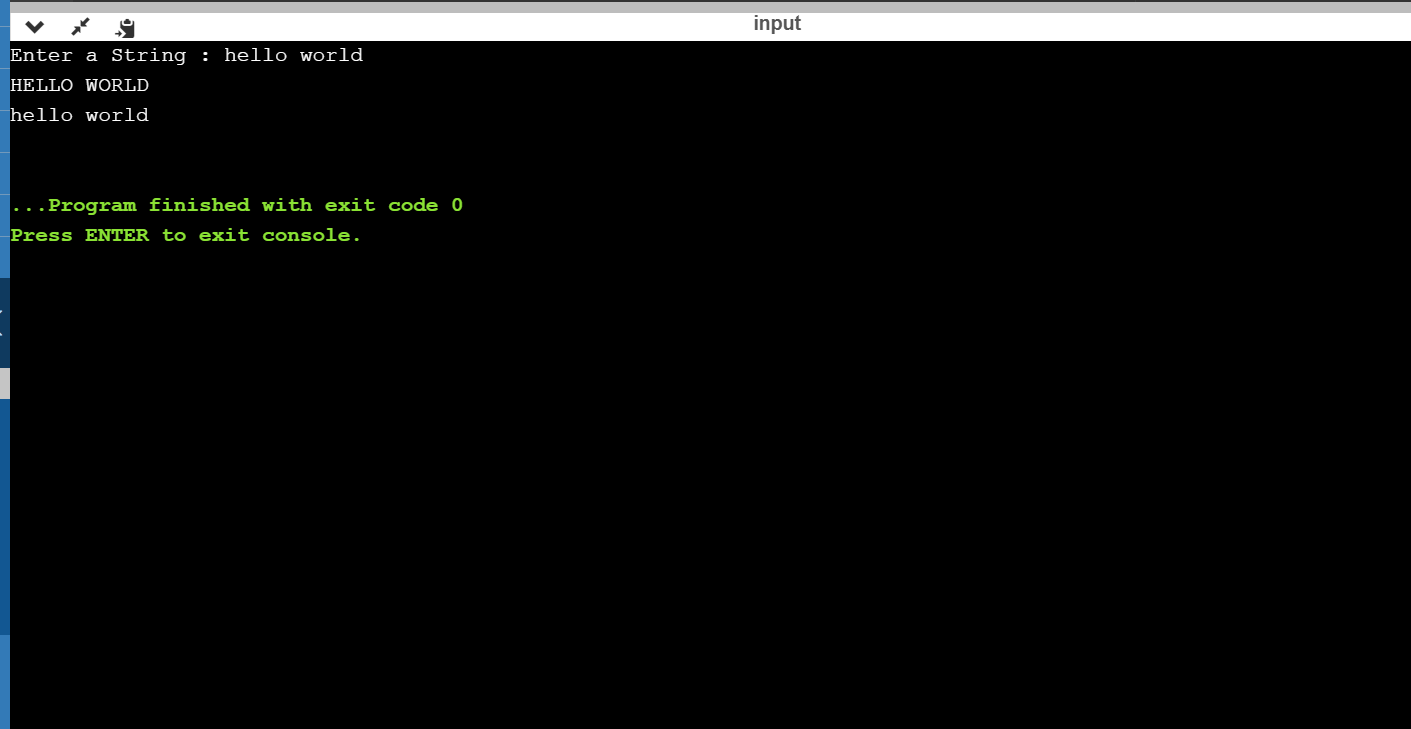 input
Enter a String : hello world
HELLO WORLD
hello world
...Program finished with exit code 0
Press ENTER to exit console.